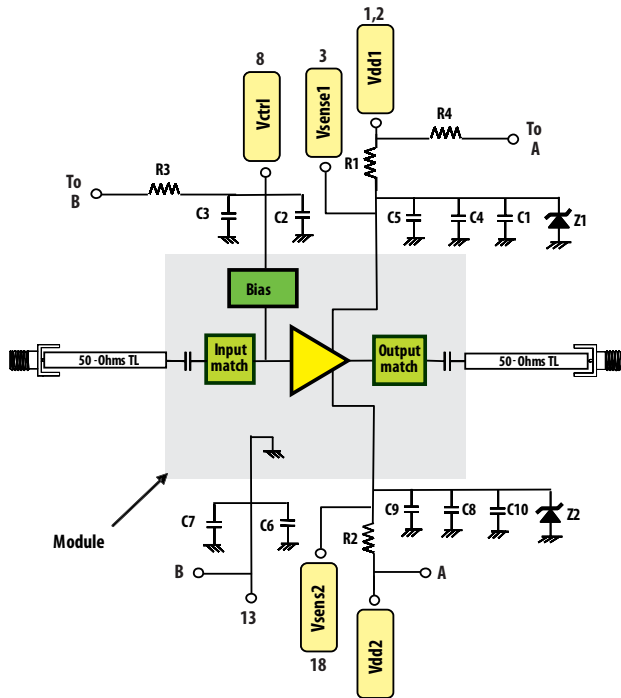 1,2
8
3
Vctrl
Vsense1
Vdd1
R4
To
A
R1
R3
To
B
C3
C2
C5
C4
C1
Z1
Bias
50 -Ohms TL
Input
match
Output
match
50 - Ohms TL
C7
C6
C9
C8
C10
Z2
Module
R2
B
A
13
Vsens2
Vdd2
18